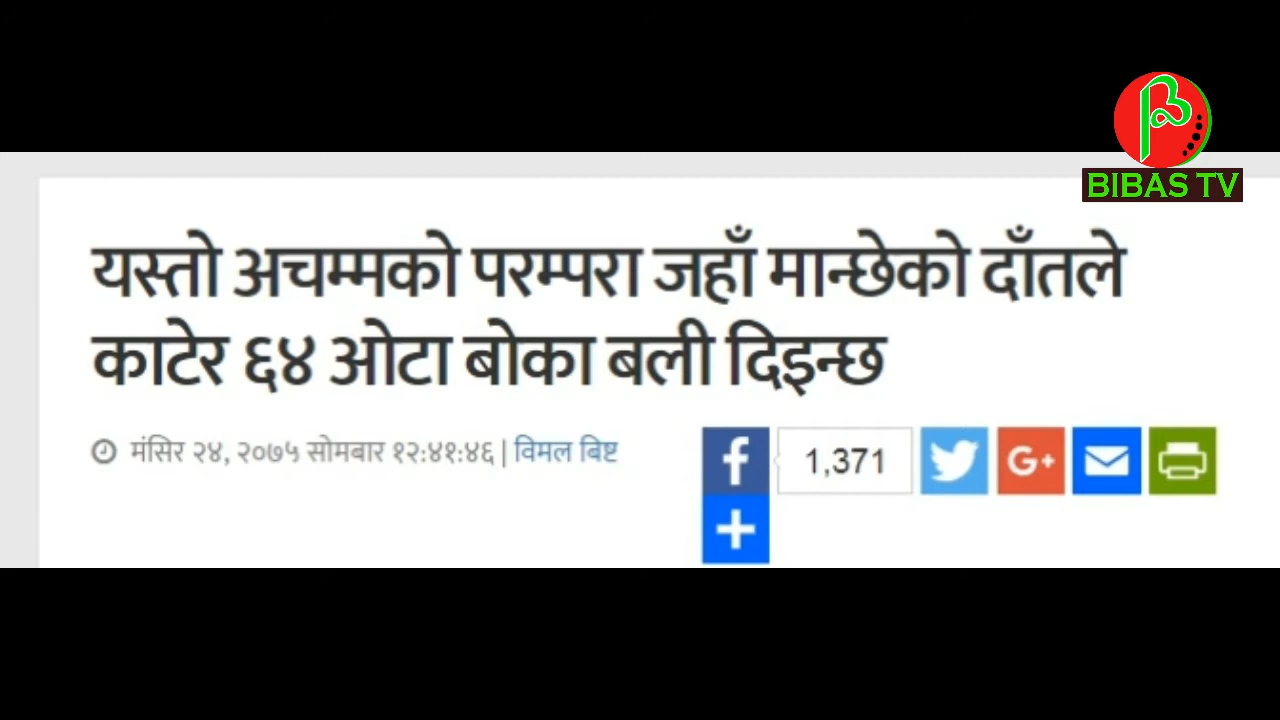 BIBAS TV
यस्तो अचम्मको परम्परा जहाँ मान्छेको दाँतले
काटेर ६४ ओटा बोका बली दिइन्छ
मंसिर २४, २०७५ सोमबार १२:४१:४६ | विमल बिष्ट
1,371
G+